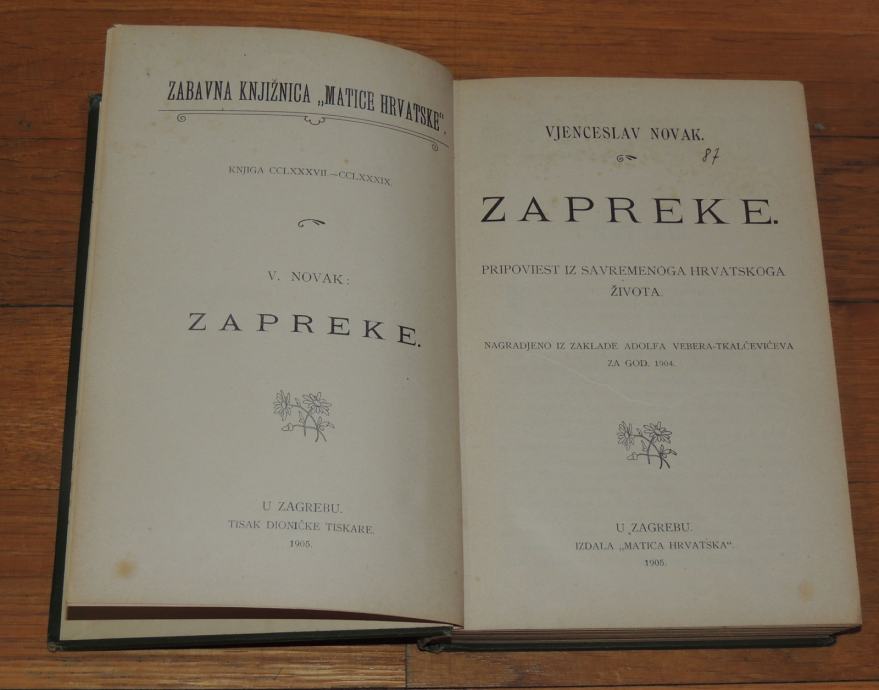 ZABAVNA KNJIŽNICA „MATICE HRVATSKE“.
KNJIGA CCLXXXVII.—CCLXXXIX.
V. NOVAK:
ZAPREKE.
U ZAGREBU.
TISAK DIONIČKE TISKARE.
1905.
VJENCESLAV NOVAK.
87
ZAPREKE.
PRIPOVIEST IZ SAVREMENOGA HRVATSKOGA
ŽIVOTA.
NAGRADJENO IZ ZAKLADE ADOLFA VEBERA-TKALČEVIĆEVA
ZA GOD. 1904.
U ZAGREBU.
IZDALA „MATICA HRVATSKA“.
1905.